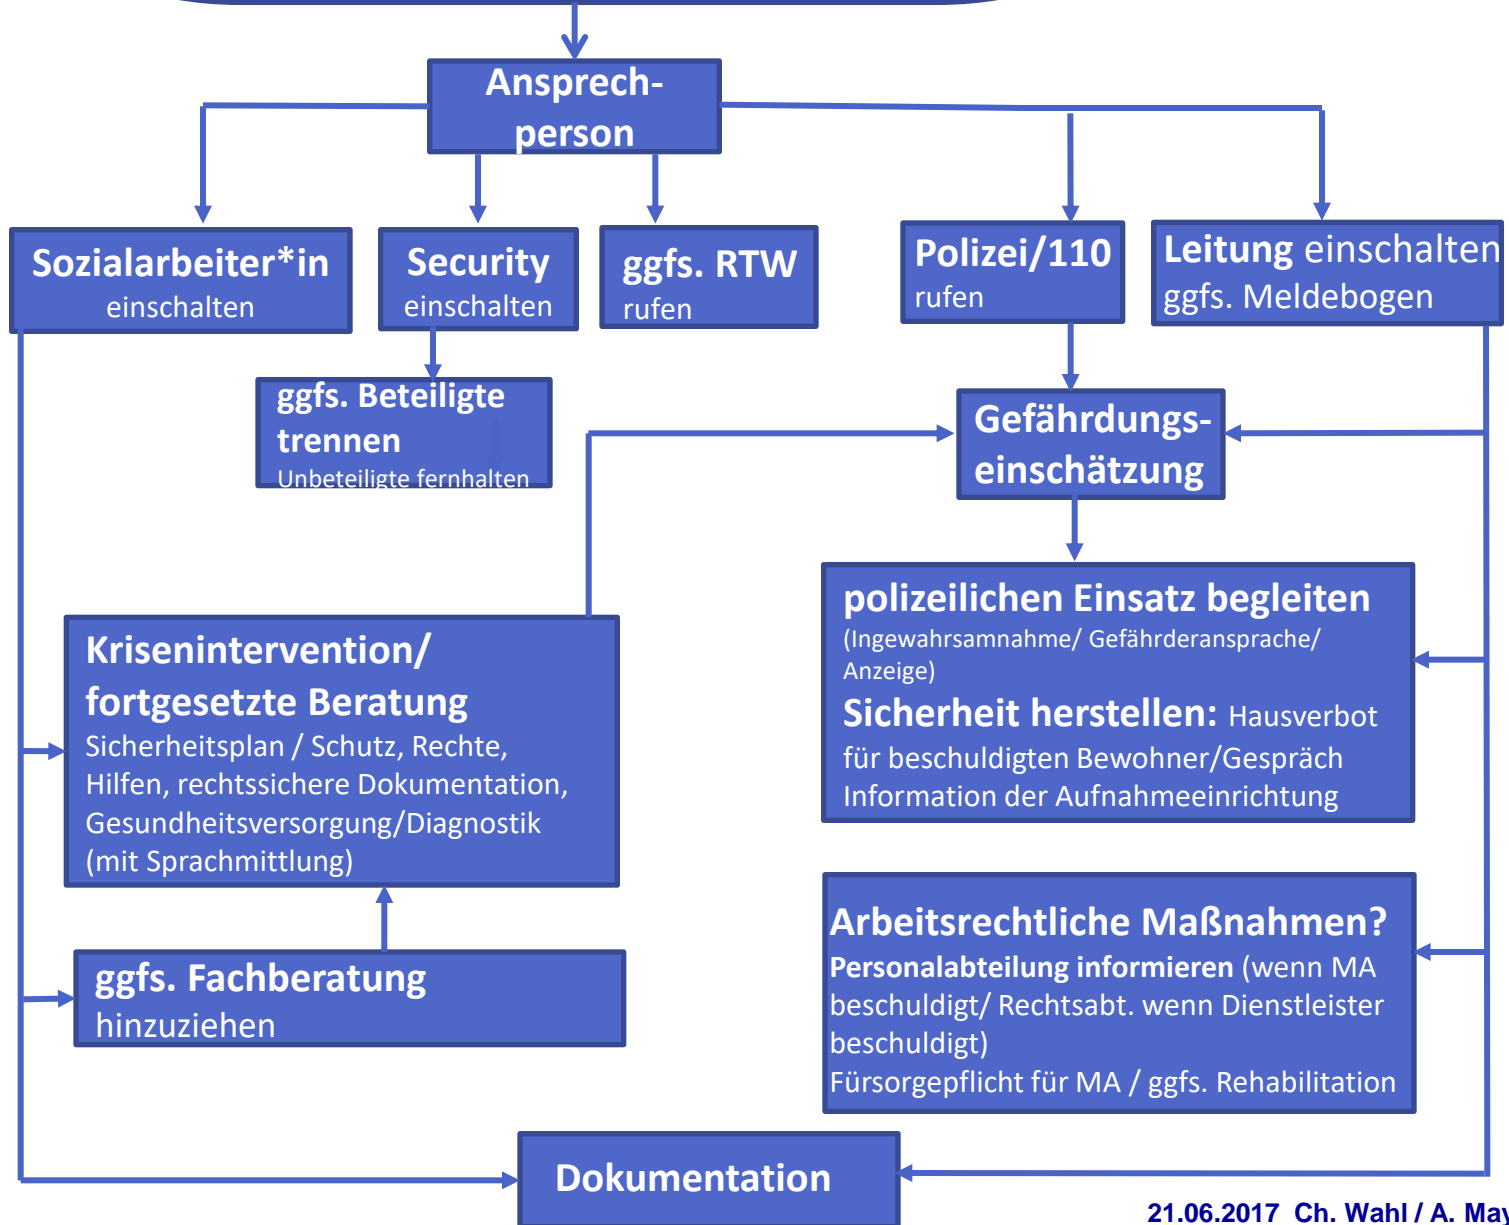 Ansprech-
person
Sozialarbeiter*in
einschalten
Security
einschalten
ggfs. RTW
rufen
Polizei/110
rufen
Leitung einschalten
ggfs. Meldebogen
ggfs. Beteiligte
trennen
Unbeteiligte fernhalten
Gefährdungs-
einschätzung
Krisenintervention/
fortgesetzte Beratung
Sicherheitsplan / Schutz, Rechte,
Hilfen, rechtssichere Dokumentation,
Gesundheitsversorgung/Diagnostik
(mit Sprachmittlung)
polizeilichen Einsatz begleiten
(Ingewahrsamnahme/ Gefährderansprache/
Anzeige)
Sicherheit herstellen: Hausverbot
für beschuldigten Bewohner/Gespräch
Information der Aufnahmeeinrichtung
ggfs. Fachberatung
hinzuziehen
Arbeitsrechtliche Maßnahmen?
Personalabteilung informieren (wenn MA
beschuldigt/ Rechtsabt. wenn Dienstleister
beschuldigt)
Fürsorgepflicht für MA / ggfs. Rehabilitation
Dokumentation
21.06.2017 Ch. Wahl / A. May